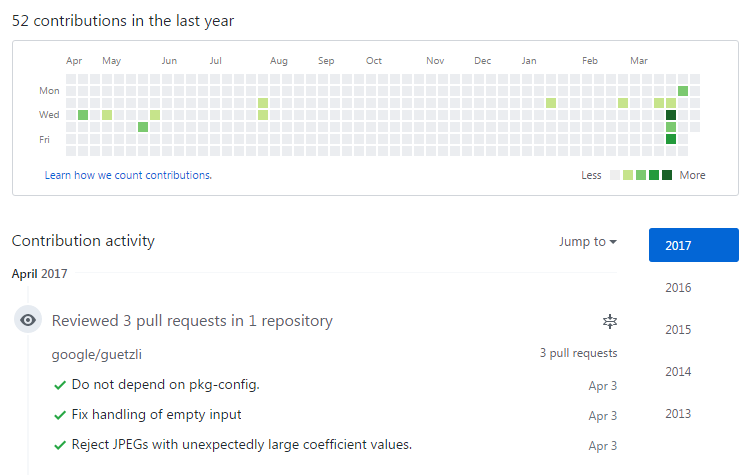 52 contributions in the last year
Apr May Jun Jul Aug Sep Oct Nov Dec Jan Feb Mar
Mon
Wed
Fri
Learn how we count contributions. Less More
Contribution activity Jump to 2017
April 2017
2016
Reviewed 3 pull requests in 1 repository
2015
google/guetzli 3 pull requests
2014
Do not depend on pkg-config. Apr 3
Fix handling of empty input Apr 3
2013
Reject JPEGs with unexpectedly large coefficient values. Apr 3